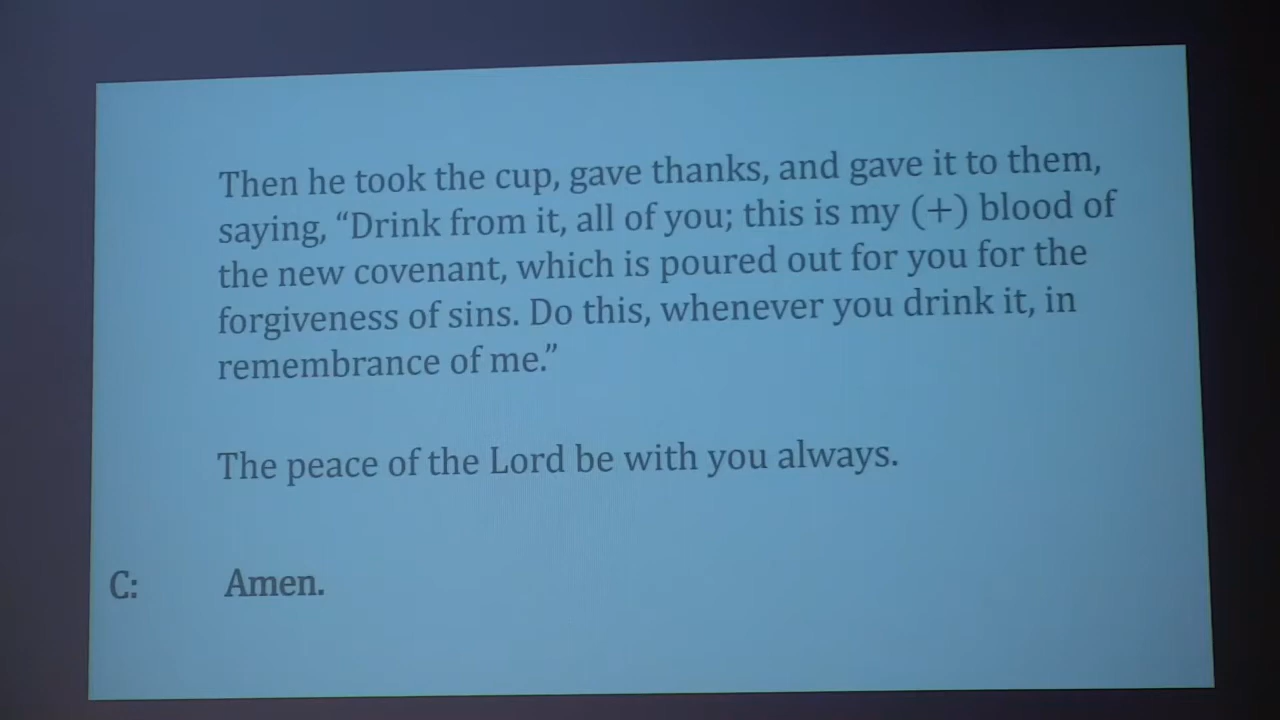 Then he took the cup, gave thanks, and gave it to them,
saying, “Drink from it, all of you; this is my (+) blood of
the new covenant, which is poured out for you for the
forgiveness of sins. Do this, whenever you drink it, in
remembrance of me.”
The peace of the Lord be with you always.
C: Amen.